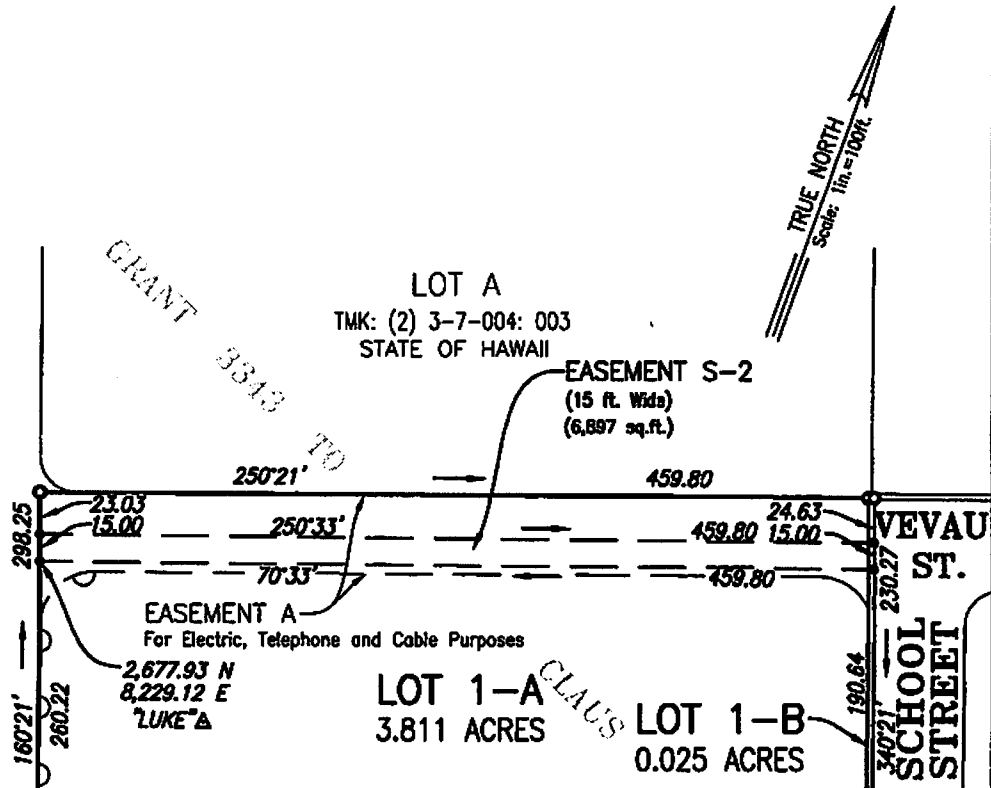 TRUE NORTH
Scale: 1in.=100ft.
GRANT 3343 TO
LOT A
TMK: (2) 3-7-004: 003
STATE OF HAWAII
EASEMENT S-2
(15 ft. Wide)
(6,897 sq.ft.)
250°21' 459.80
23.03
15.00
298.25
250°33'
24.63
459.80 15.00
VEVAU
ST.
230.27
70°33' 459.80
EASEMENT A
For Electric, Telephone and Cable Purposes
2,677.93 N
8,229.12 E
"LUKE" Δ
160°21' 260.22
CLAUS
LOT 1-A
3.811 ACRES
LOT 1-B
0.025 ACRES
190.64
340°21'
SCHOOL
STREET